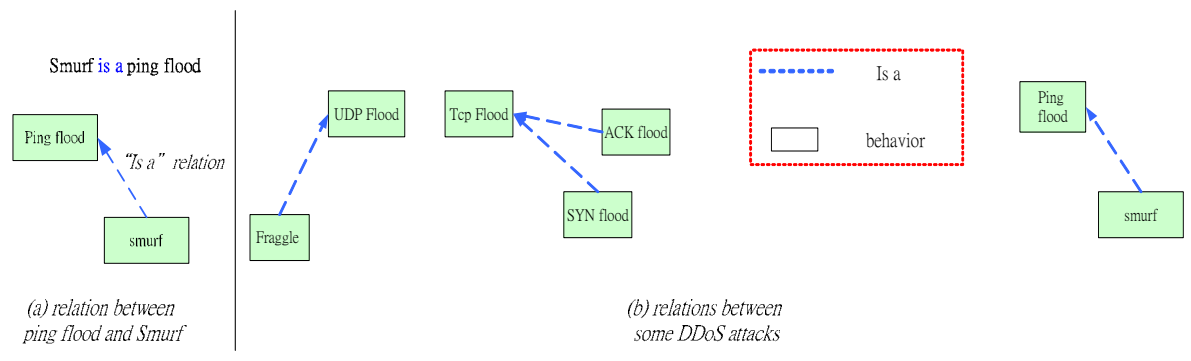 Smurf is a ping flood
Ping flood
“Is a” relation
smurf
(a) relation between
ping flood and Smurf
UDP Flood
Fraggle
Tcp Flood
ACK flood
SYN flood
Is a
behavior
Ping
flood
smurf
(b) relations between
some DDoS attacks